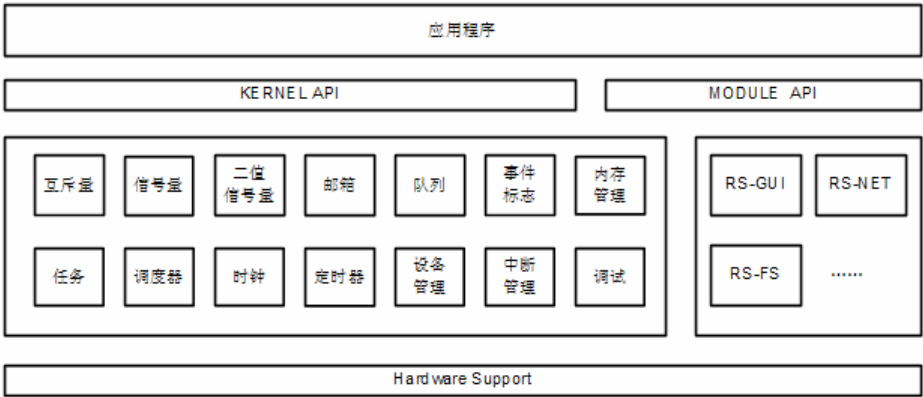 应用程序
KERNEL API
MODULE API
互斥量
信号量
二值
信号量
邮箱
队列
事件
标志
内存
管理
RS-GUI
RS-NET
任务
调度器
时钟
定时器
设备
管理
中断
管理
调试
RS-FS
……
Hardware Support